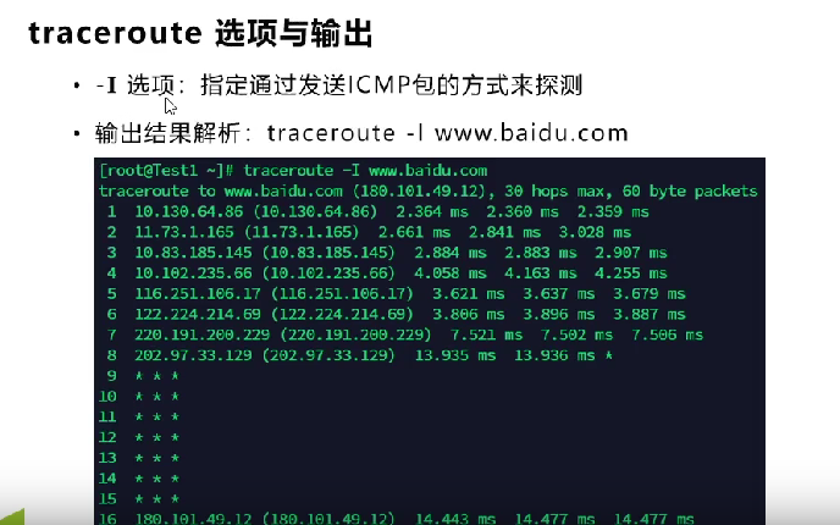 traceroute 选项与输出
• -I 选项：指定通过发送ICMP包的方式来探测
• 输出结果解析：traceroute -I www.baidu.com
[root@Test1 ~]# traceroute -I www.baidu.com
traceroute to www.baidu.com (180.101.49.12), 30 hops max, 60 byte packets
1 10.130.64.86 (10.130.64.86) 2.364 ms 2.360 ms 2.359 ms
2 11.73.1.165 (11.73.1.165) 2.661 ms 2.841 ms 3.028 ms
3 10.83.185.145 (10.83.185.145) 2.884 ms 2.883 ms 2.907 ms
4 10.102.235.66 (10.102.235.66) 4.058 ms 4.163 ms 4.255 ms
5 116.251.106.17 (116.251.106.17) 3.621 ms 3.637 ms 3.679 ms
6 122.224.214.69 (122.224.214.69) 3.806 ms 3.896 ms 3.887 ms
7 220.191.200.229 (220.191.200.229) 7.521 ms 7.502 ms 7.506 ms
8 202.97.33.129 (202.97.33.129) 13.935 ms 13.936 ms *
9 * * *
10 * * *
11 * * *
12 * * *
13 * * *
14 * * *
15 * * *
16 180.101.49.12 (180.101.49.12) 14.443 ms 14.477 ms 14.477 ms